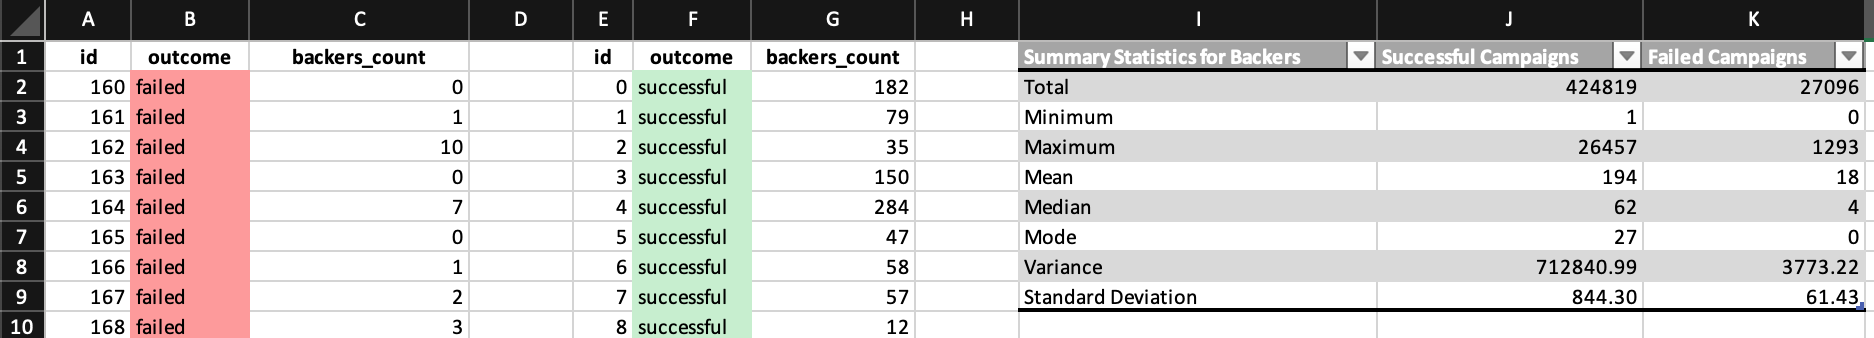 A B C D E F G H I J K
1 id outcome backers_count id outcome backers_count Summary Statistics for Backers Successful Campaigns Failed Campaigns
2 160 failed 0 0 successful 182 Total 424819 27096
3 161 failed 1 1 successful 79 Minimum 1 0
4 162 failed 10 2 successful 35 Maximum 26457 1293
5 163 failed 0 3 successful 150 Mean 194 18
6 164 failed 7 4 successful 284 Median 62 4
7 165 failed 0 5 successful 47 Mode 27 0
8 166 failed 1 6 successful 58 Variance 712840.99 3773.22
9 167 failed 2 7 successful 57 Standard Deviation 844.30 61.43
10 168 failed 3 8 successful 12